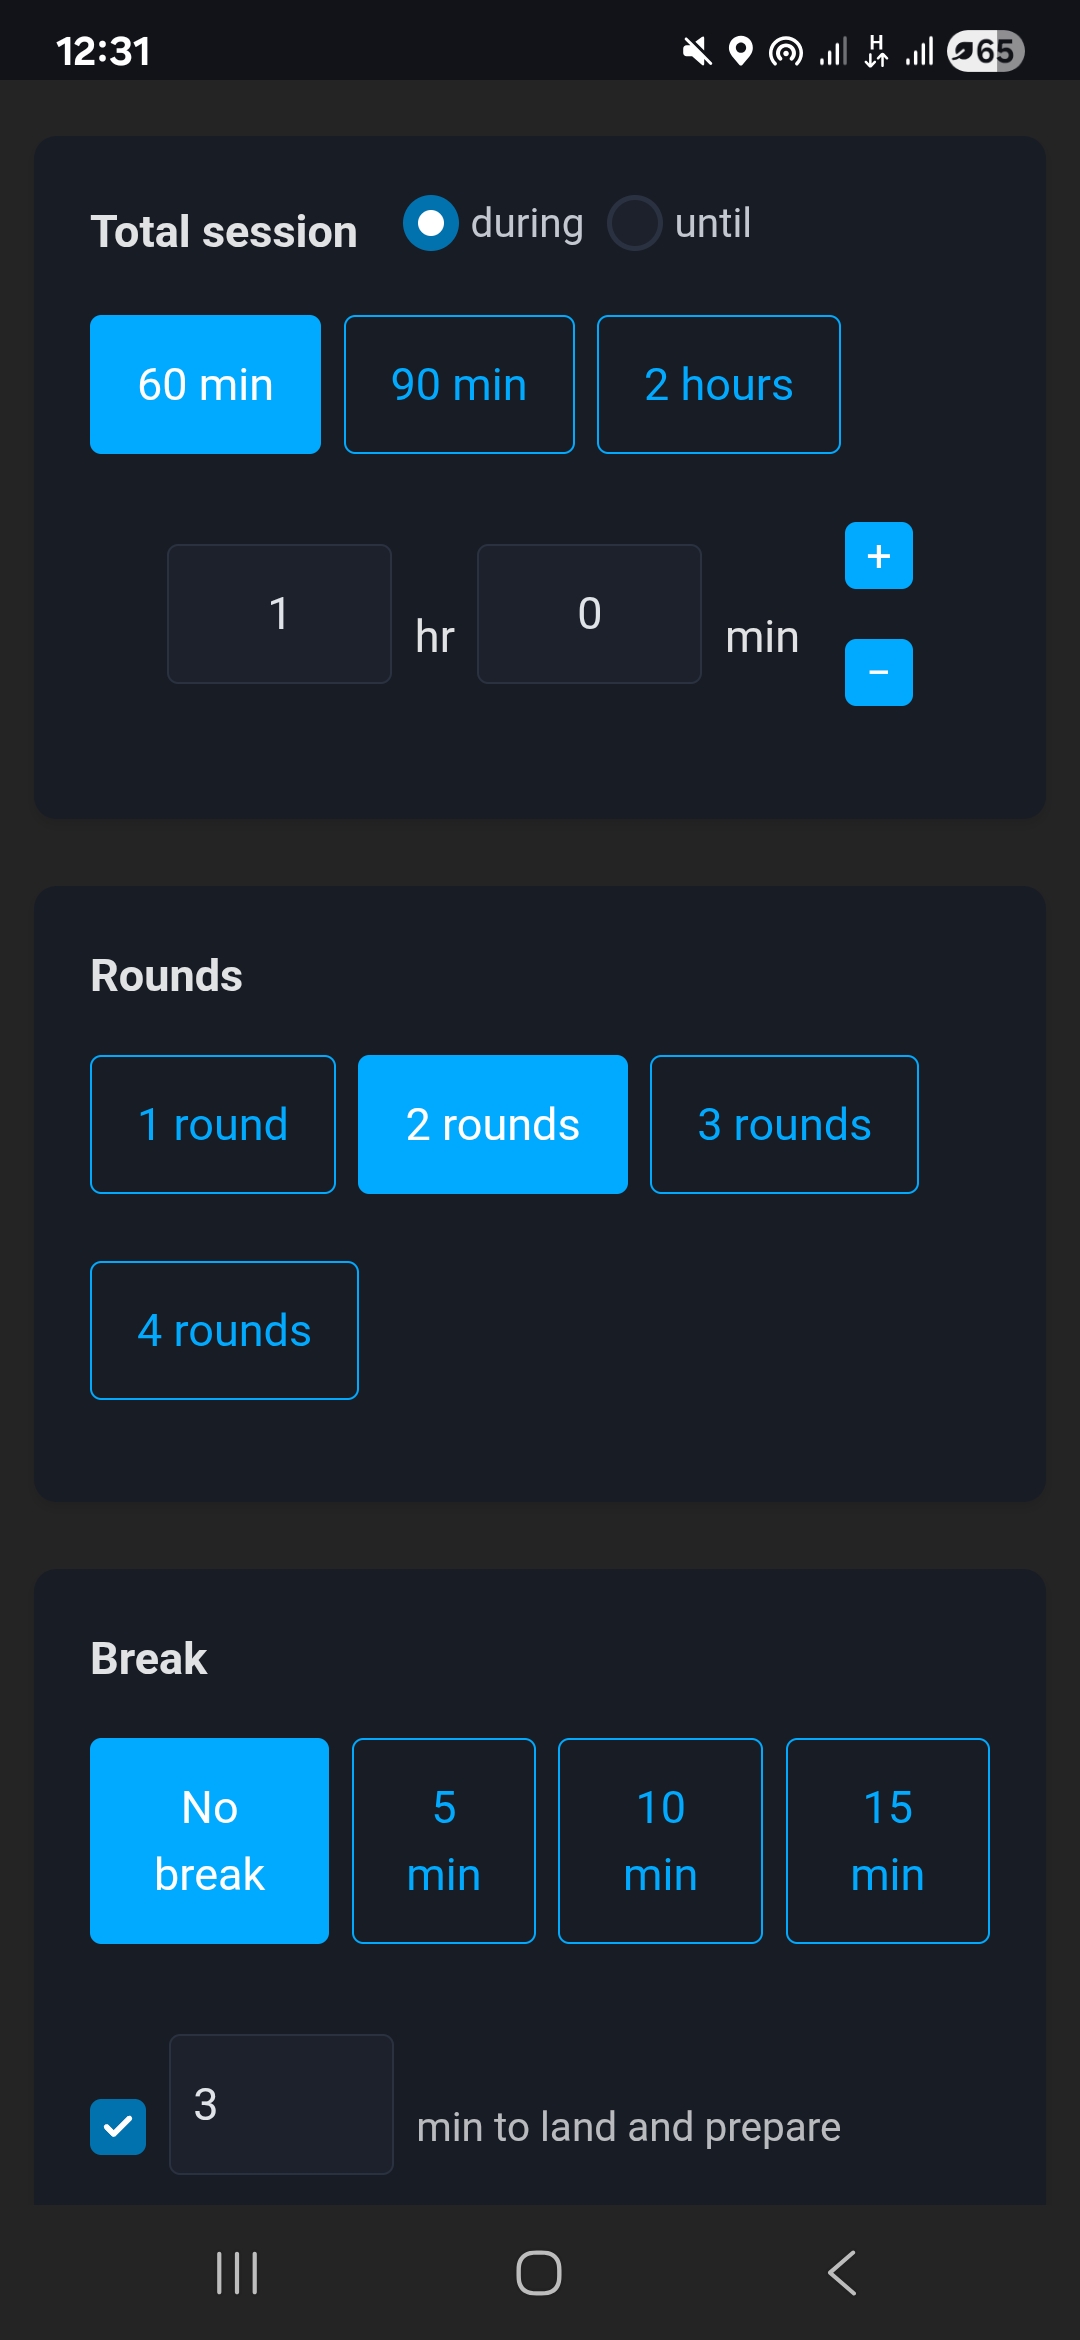 12:31
H
65
Total session during until
60 min 90 min 2 hours
1 hr 0 min
+
−
Rounds
1 round 2 rounds 3 rounds
4 rounds
Break
No break 5 min 10 min 15 min
3 min to land and prepare